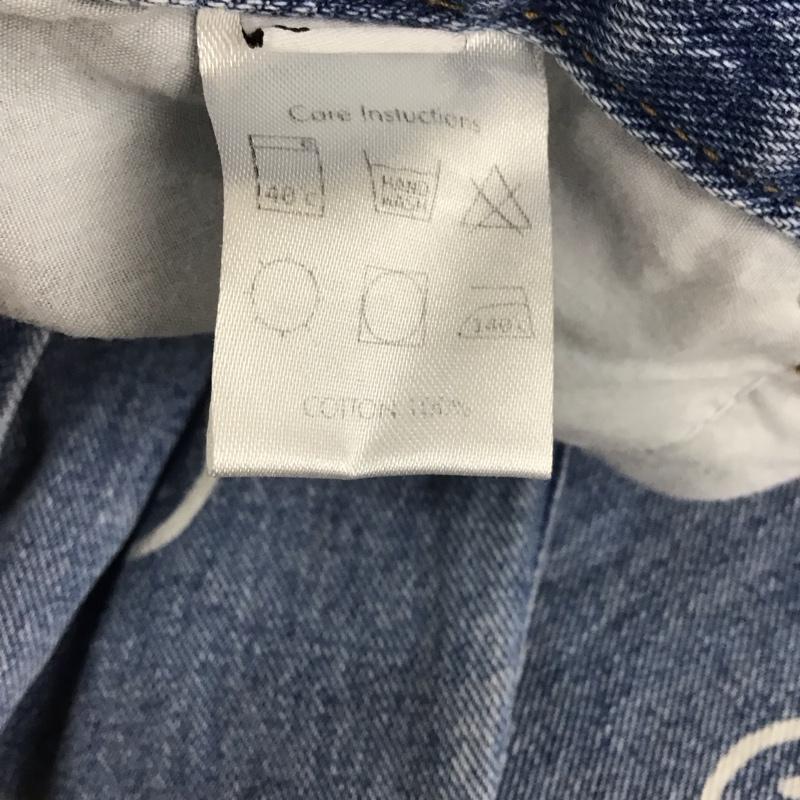 Care Instuctions
40°c
HAND
WASH
140°c
COTTON 100%